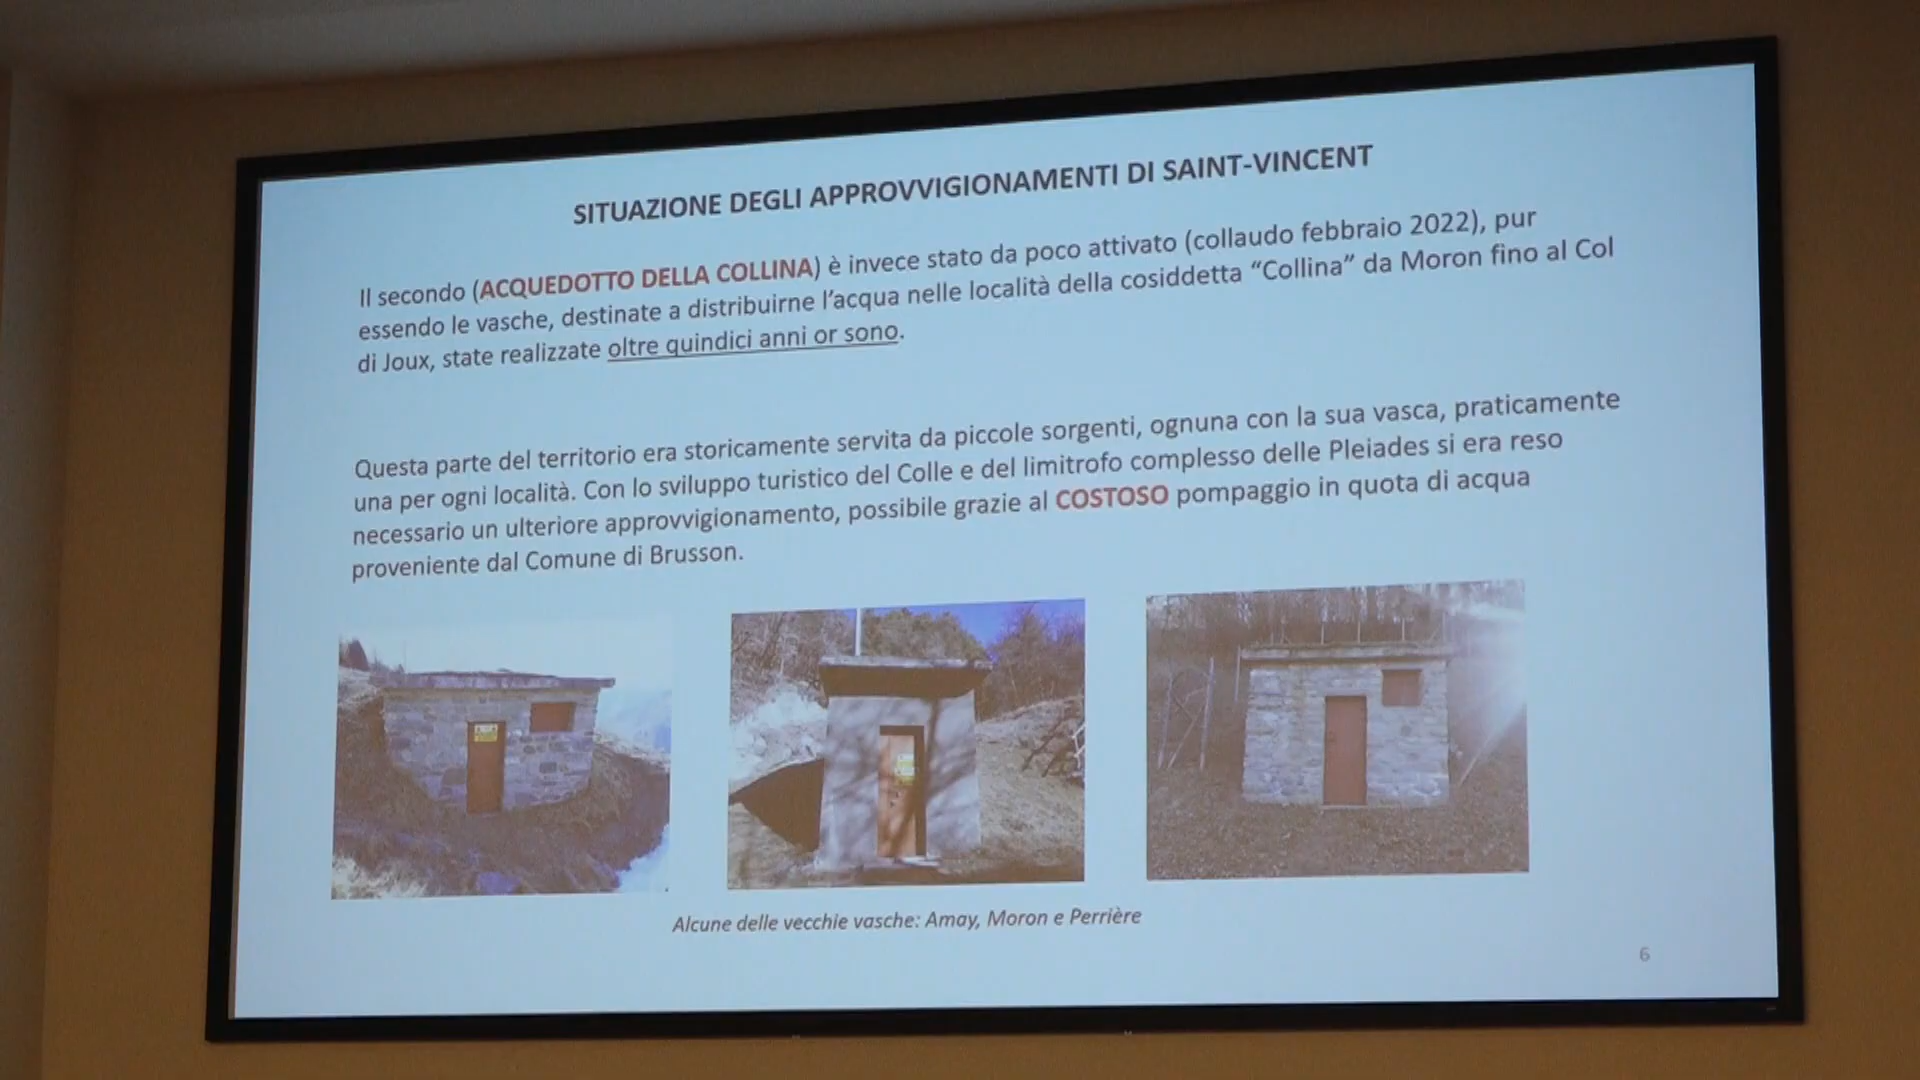 SITUAZIONE DEGLI APPROVVIGIONAMENTI DI SAINT-VINCENT
Il secondo (ACQUEDOTTO DELLA COLLINA) è invece stato da poco attivato (collaudo febbraio 2022), pur
essendo le vasche, destinate a distribuirne l’acqua nelle località della cosiddetta “Collina” da Moron fino al Col
di Joux, state realizzate oltre quindici anni or sono.
Questa parte del territorio era storicamente servita da piccole sorgenti, ognuna con la sua vasca, praticamente
una per ogni località. Con lo sviluppo turistico del Colle e del limitrofo complesso delle Pleiades si era reso
necessario un ulteriore approvvigionamento, possibile grazie al COSTOSO pompaggio in quota di acqua
proveniente dal Comune di Brusson.
Alcune delle vecchie vasche: Amay, Moron e Perrière
6